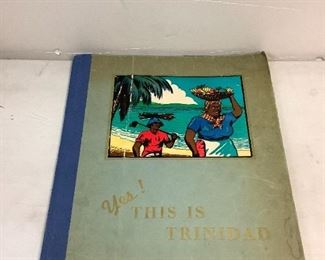 Yes!
THIS IS
TRINIDAD